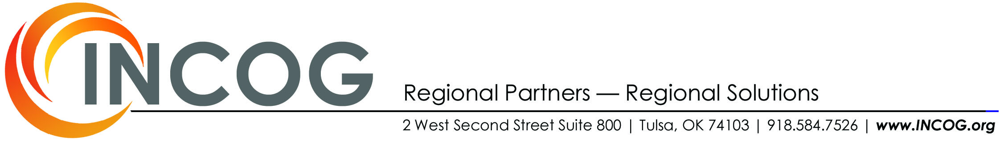 INCOG
Regional Partners — Regional Solutions
2 West Second Street Suite 800 | Tulsa, OK 74103 | 918.584.7526 | www.INCOG.org